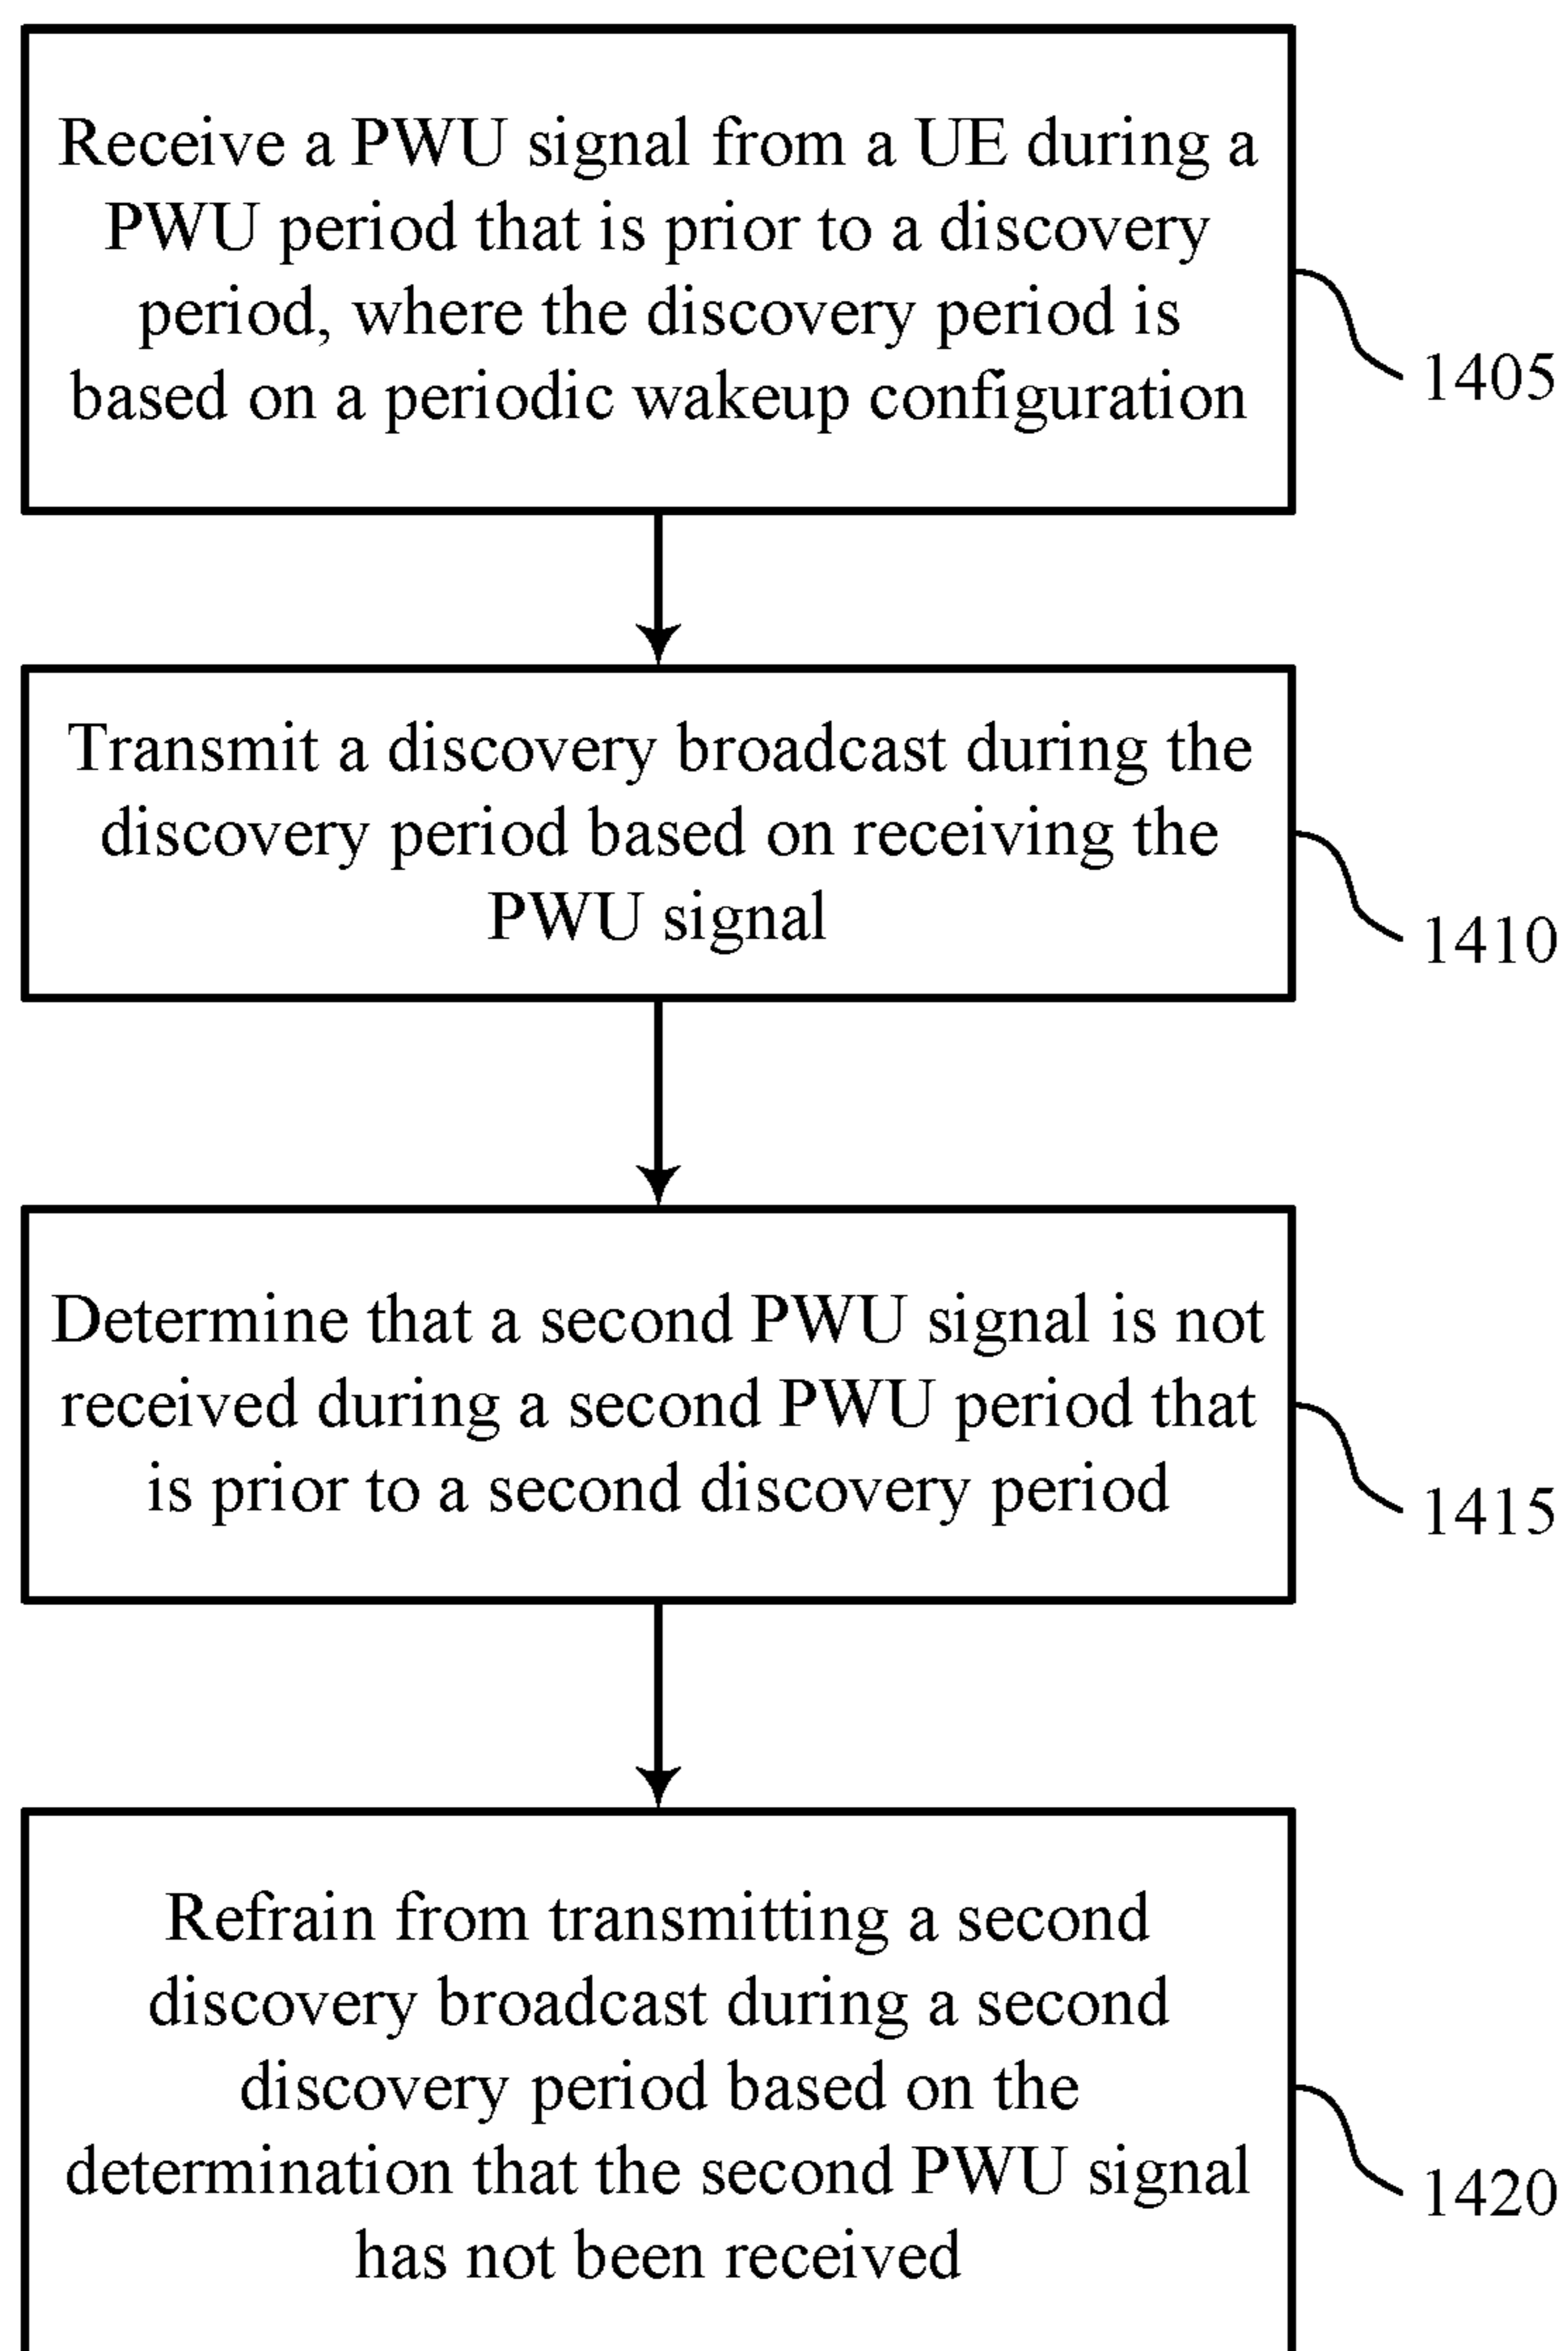 Receive a PWU signal from a UE during a
PWU period that is prior to a discovery
period, where the discovery period is
based on a periodic wakeup configuration
1405
Transmit a discovery broadcast during the
discovery period based on receiving the
PWU signal
1410
Determine that a second PWU signal is not
received during a second PWU period that
is prior to a second discovery period
1415
Refrain from transmitting a second
discovery broadcast during a second
discovery period based on the
determination that the second PWU signal
has not been received
1420